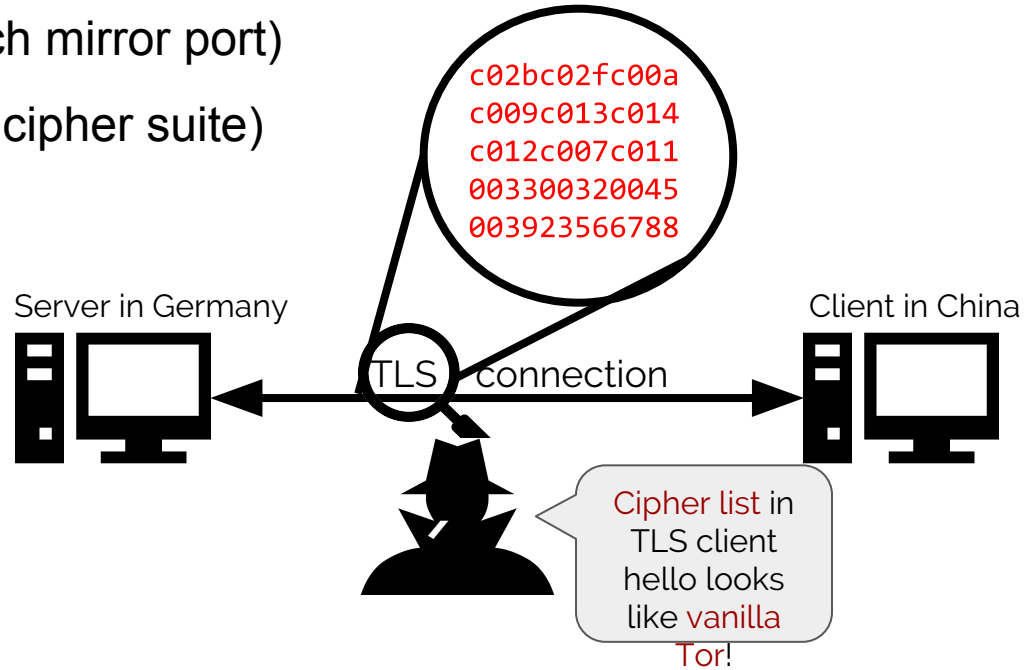 ch mirror port)
cipher suite)
c02bc02fc00a
c009c013c014
c012c007c011
003300320045
003923566788
Server in Germany
Client in China
TLS connection
Cipher list in
TLS client
hello looks
like vanilla
Tor!